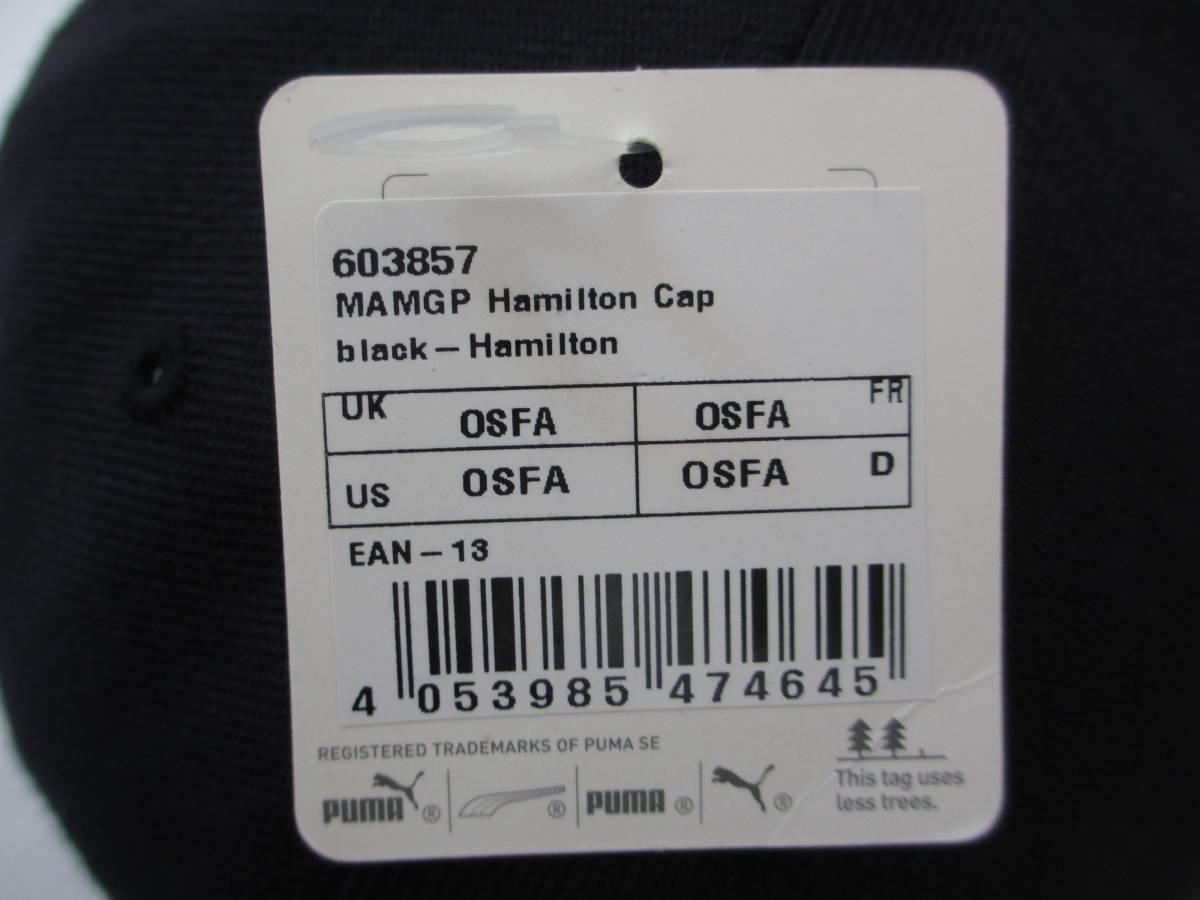 603857
MAMGP Hamilton Cap
black-Hamilton
UK OSFA OSFA FR
US OSFA OSFA D
EAN-13
4 053985 474645
REGISTERED TRADEMARKS OF PUMA SE
PUMA® ® PUMA® ®
This tag uses
less trees.